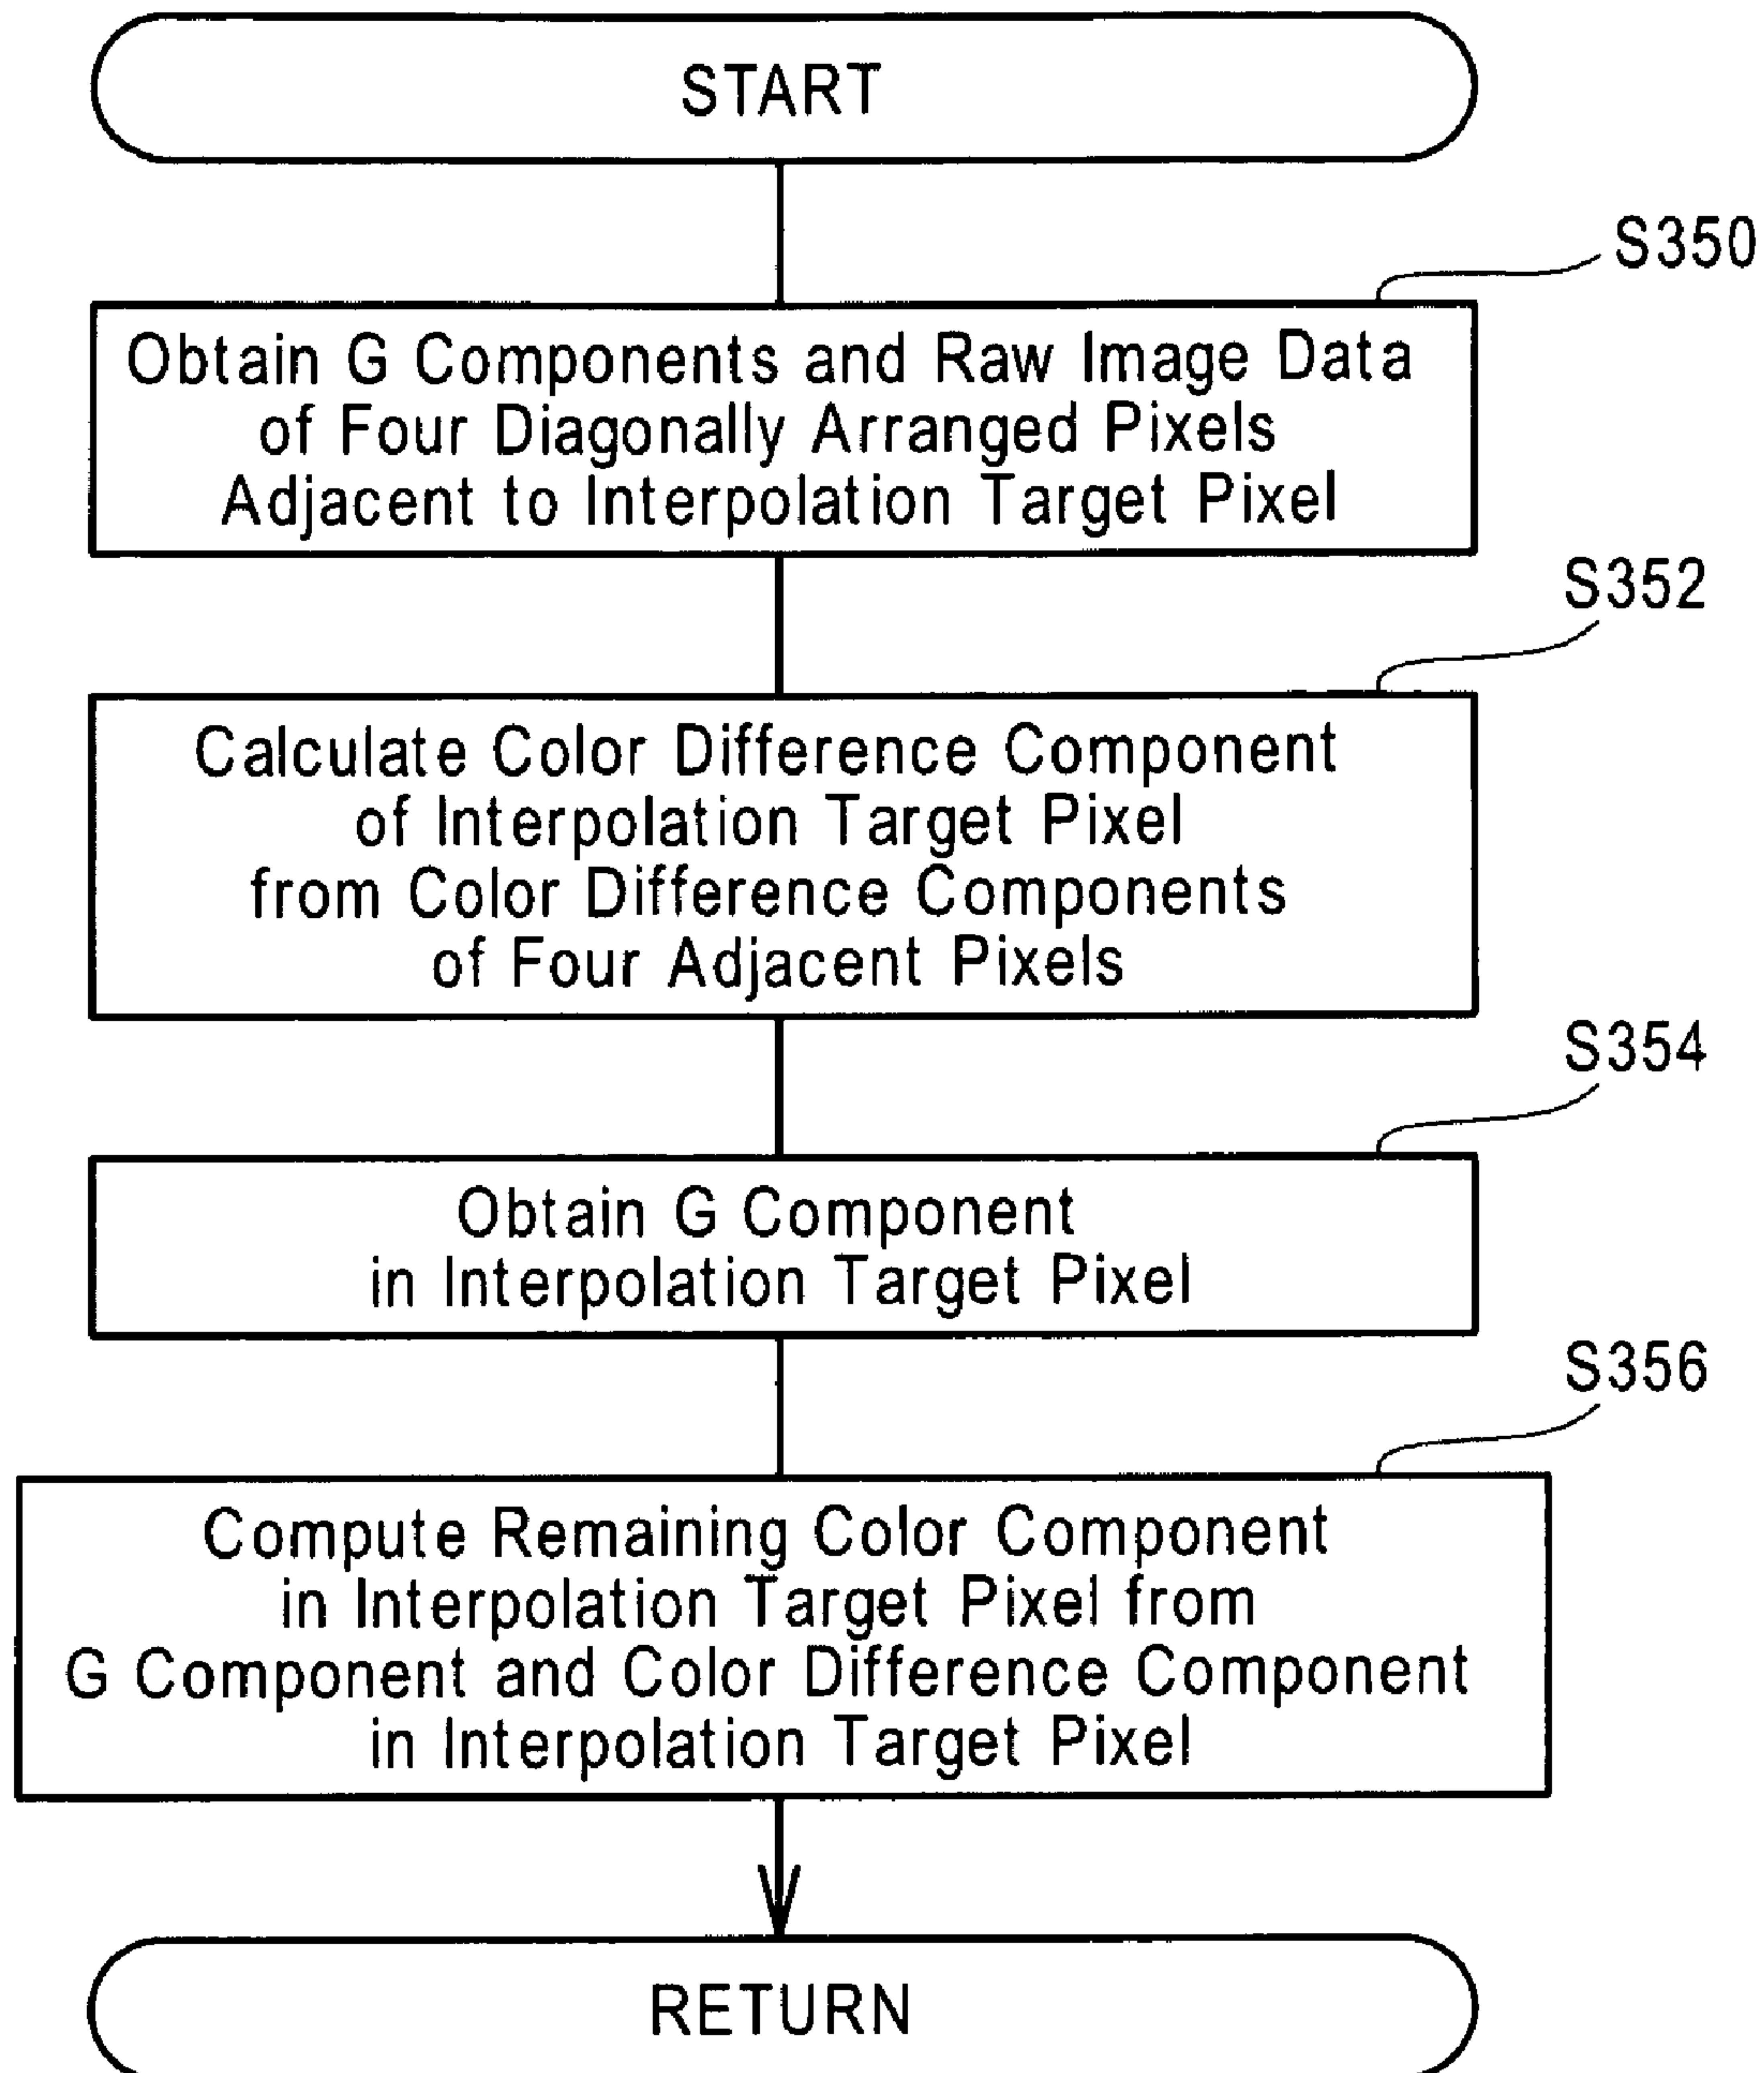 START
S350
Obtain G Components and Raw Image Data
of Four Diagonally Arranged Pixels
Adjacent to Interpolation Target Pixel
S352
Calculate Color Difference Component
of Interpolation Target Pixel
from Color Difference Components
of Four Adjacent Pixels
S354
Obtain G Component
in Interpolation Target Pixel
S356
Compute Remaining Color Component
in Interpolation Target Pixel from
G Component and Color Difference Component
in Interpolation Target Pixel
RETURN